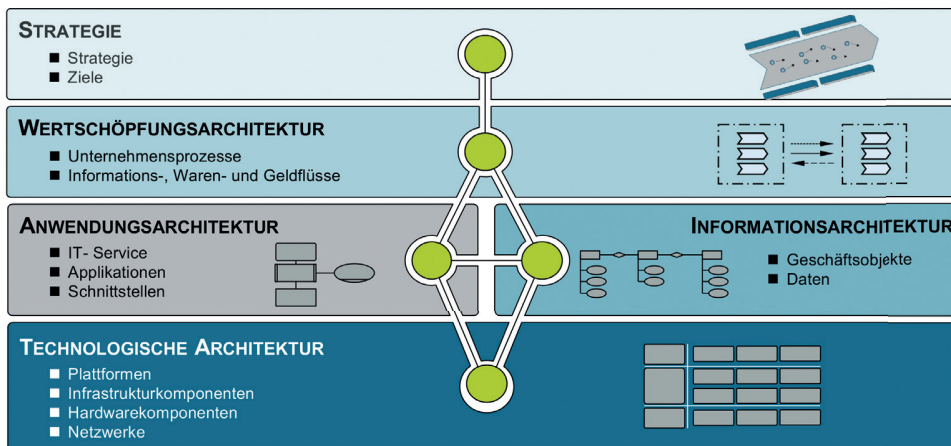 STRATEGIE
Strategie
Ziele
WERTSCHÖPFUNGSARCHITEKTUR
Unternehmensprozesse
Informations-, Waren- und Geldflüsse
ANWENDUNGSARCHITEKTUR
IT- Service
Applikationen
Schnittstellen
INFORMATIONSARCHITEKTUR
Geschäftsobjekte
Daten
TECHNOLOGISCHE ARCHITEKTUR
Plattformen
Infrastrukturkomponenten
Hardwarekomponenten
Netzwerke